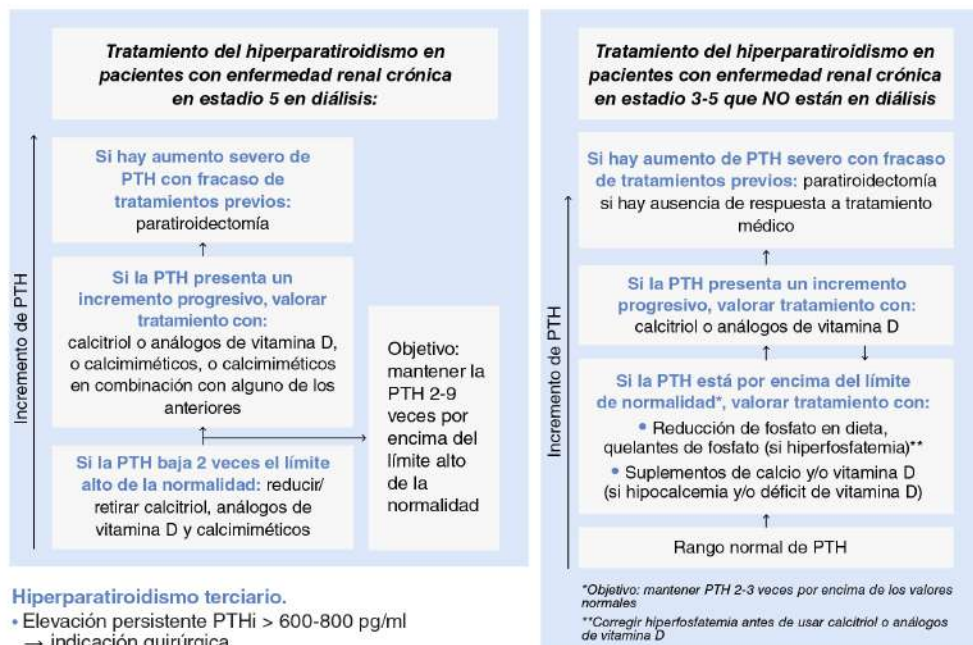 Tratamiento del hiperparatiroidismo en
pacientes con enfermedad renal crónica
en estadio 5 en diálisis:
Incremento de PTH
Si hay aumento severo de
PTH con fracaso de
tratamientos previos:
paratiroidectomía
Si la PTH presenta un
incremento progresivo, valorar
tratamiento con:
calcitriol o análogos de vitamina D,
o calcimiméticos, o calcimiméticos
en combinación con alguno de los
anteriores
Si la PTH baja 2 veces el límite
alto de la normalidad: reducir/
retirar calcitriol, análogos de
vitamina D y calcimiméticos
Objetivo:
mantener la
PTH 2-9
veces por
encima del
límite alto
de la
normalidad
Hiperparatiroidismo terciario.
• Elevación persistente PTHi > 600-800 pg/ml
→ indicación quirúrgica
Tratamiento del hiperparatiroidismo en
pacientes con enfermedad renal crónica
en estadio 3-5 que NO están en diálisis
Incremento de PTH
Si hay aumento de PTH severo con fracaso
de tratamientos previos: paratiroidectomía
si hay ausencia de respuesta a tratamiento
médico
Si la PTH presenta un incremento
progresivo, valorar tratamiento con:
calcitriol o análogos de vitamina D
Si la PTH está por encima del límite
de normalidad*, valorar tratamiento con:
• Reducción de fosfato en dieta,
quelantes de fosfato (si hiperfosfatemia)**
• Suplementos de calcio y/o vitamina D
(si hipocalcemia y/o déficit de vitamina D)
Rango normal de PTH
*Objetivo: mantener PTH 2-3 veces por encima de los valores
normales
**Corregir hiperfosfatemia antes de usar calcitriol o análogos
de vitamina D